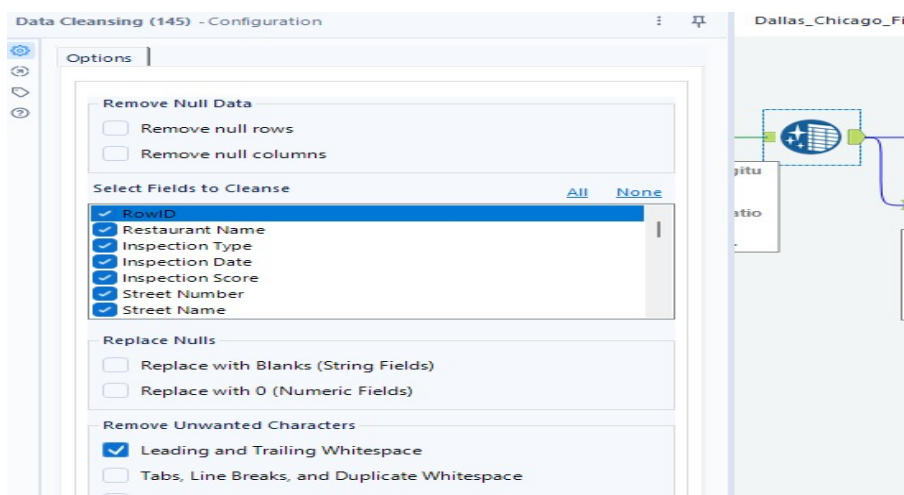 Data Cleansing (145) - Configuration
Dallas_Chicago_Fi
Options
Remove Null Data
Remove null rows
Remove null columns
Select Fields to Cleanse
All
None
RowID
Restaurant Name
Inspection Type
Inspection Date
Inspection Score
Street Number
Street Name
Replace Nulls
Replace with Blanks (String Fields)
Replace with 0 (Numeric Fields)
Remove Unwanted Characters
Leading and Trailing Whitespace
Tabs, Line Breaks, and Duplicate Whitespace
gitu
atio